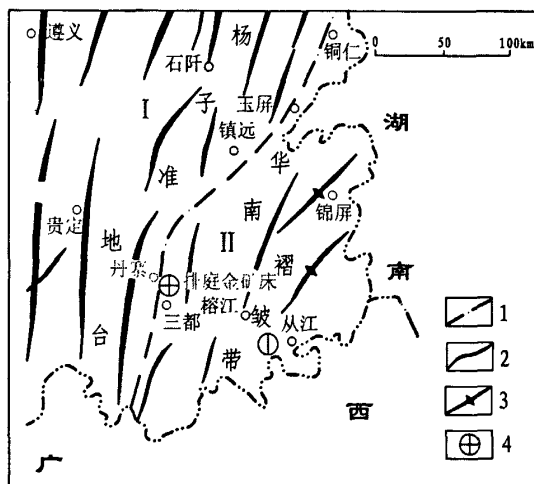 遵义
杨
铜仁
0 50 100km
石阡
I 子
玉屏
湖
镇远
华
准
南
锦屏
贵定
地
II
褶
南
丹寨
排庭金矿床
榕江
三都
皱
从江
台
带
西
广
1
2
3
4